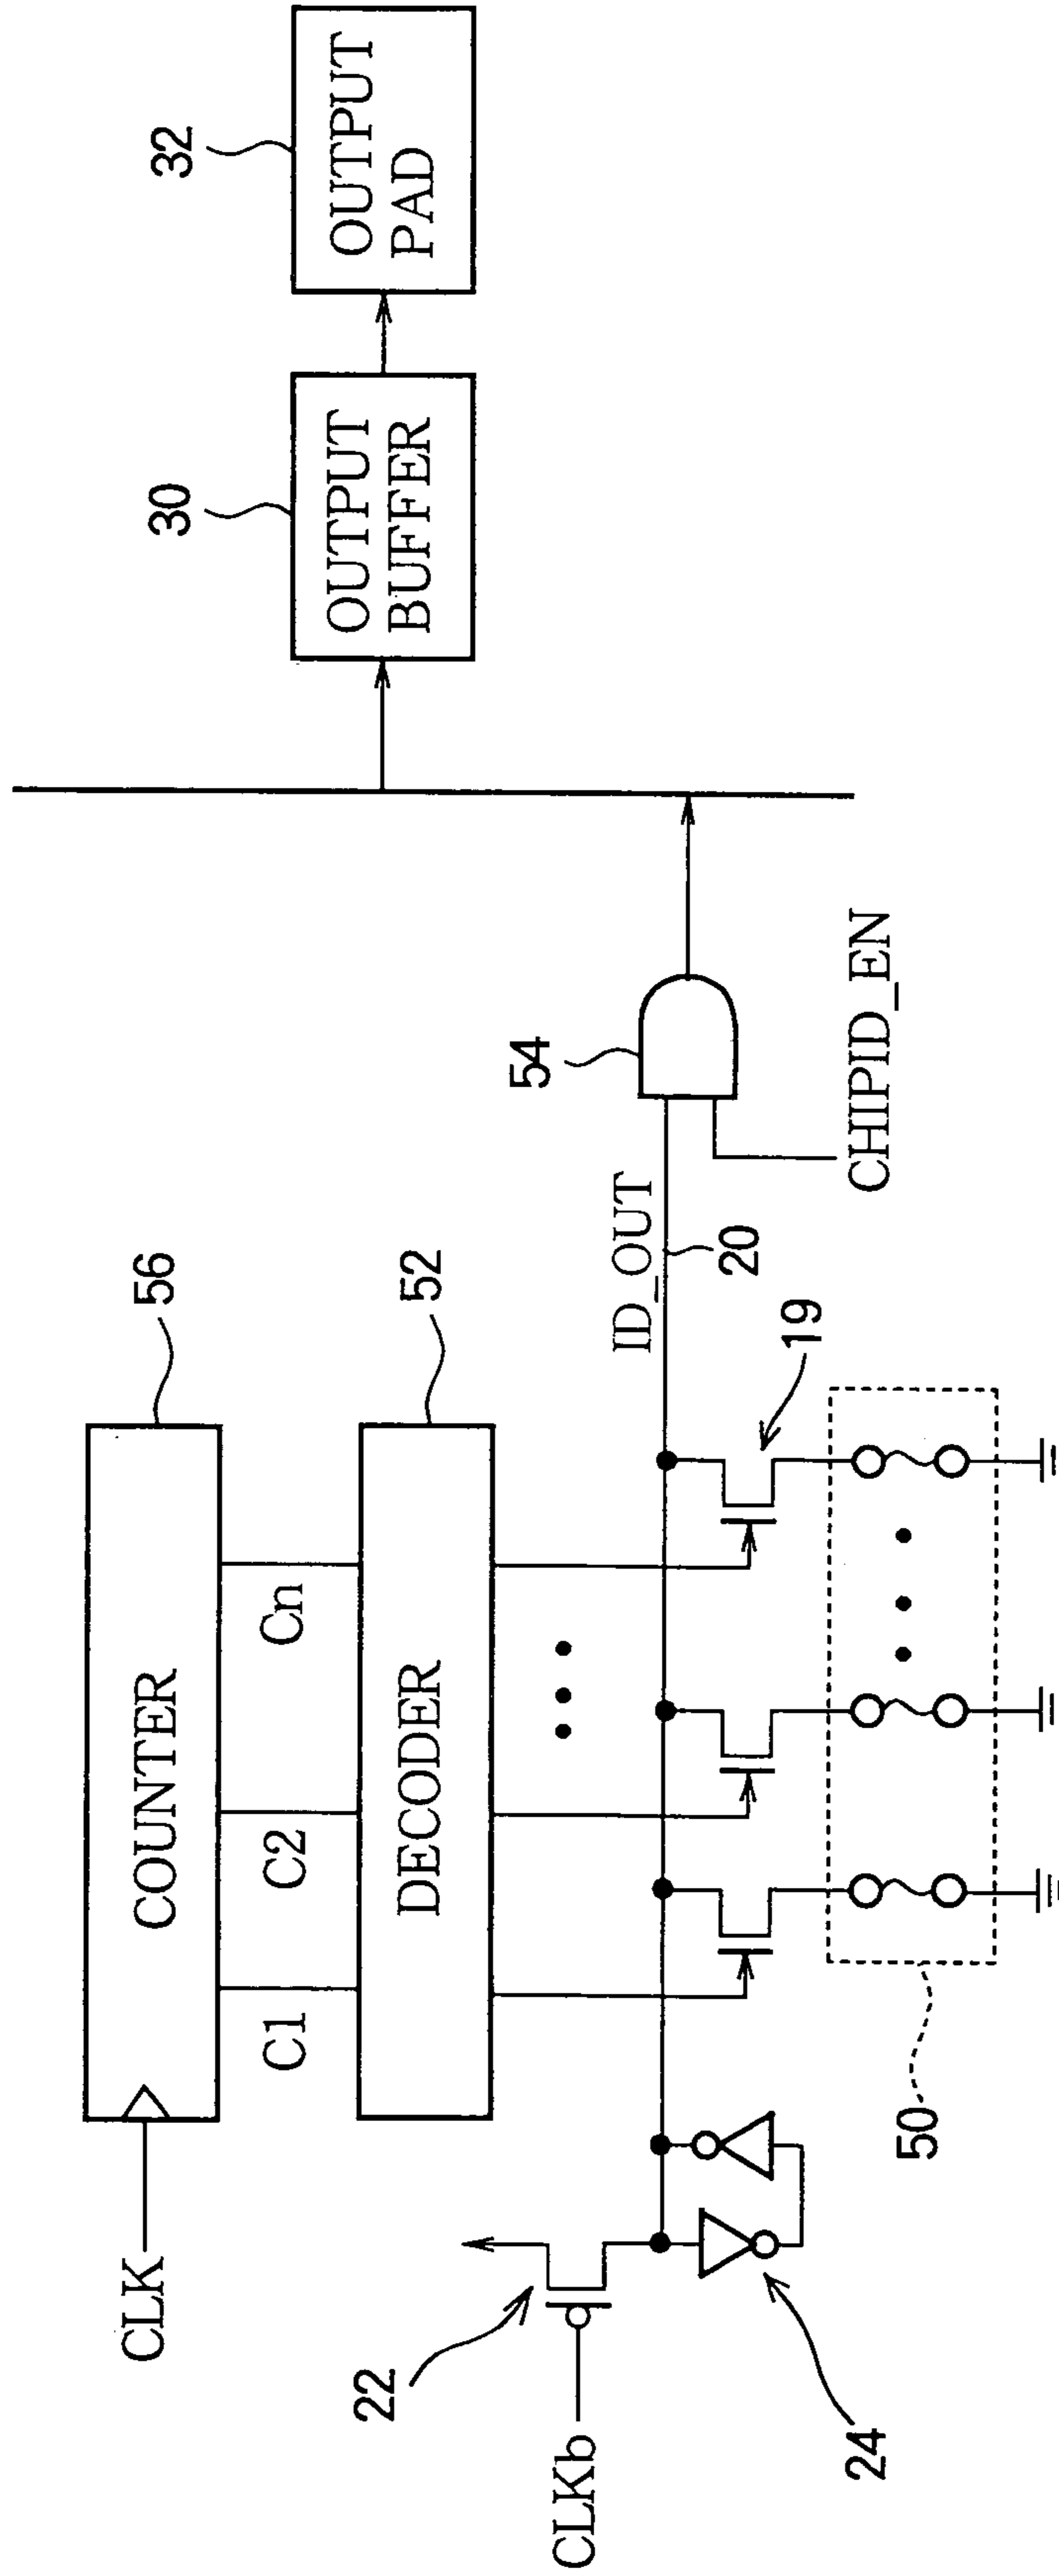 CLK
COUNTER
56
C1
C2
Cn
DECODER
52
CLKb
22
24
50
19
ID_OUT
20
54
CHIPID_EN
30
OUTPUT
BUFFER
32
OUTPUT
PAD